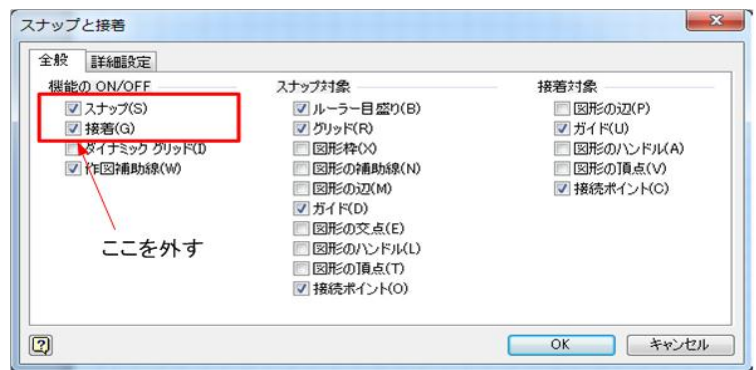 スナップと接着
全般
詳細設定
機能の ON/OFF
スナップ(S)
接着(G)
ダイナミック グリッド(I)
作図補助線(W)
ここを外す
スナップ対象
ルーラー目盛り(B)
グリッド(R)
図形枠(X)
図形の補助線(N)
図形の辺(M)
ガイド(D)
図形の交点(E)
図形のハンドル(L)
図形の頂点(T)
接続ポイント(O)
接着対象
図形の辺(P)
ガイド(U)
図形のハンドル(A)
図形の頂点(V)
接続ポイント(C)
OK
キャンセル